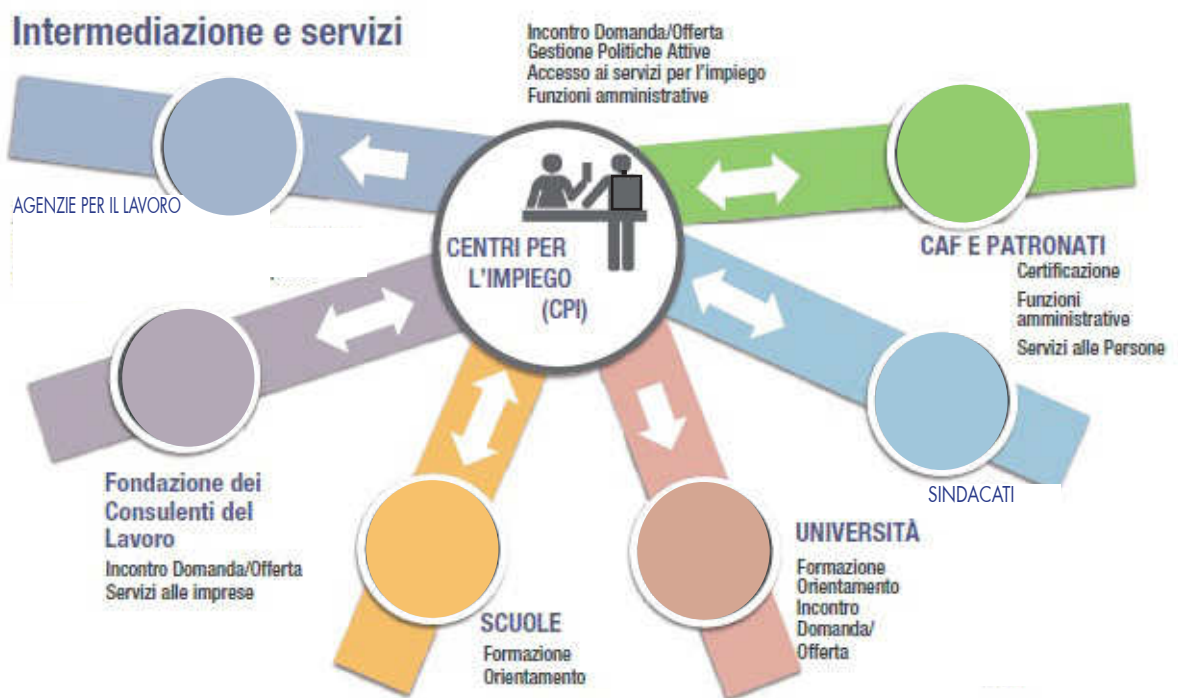 Intermediazione e servizi
Incontro Domanda/Offerta
Gestione Politiche Attive
Accesso ai servizi per l'impiego
Funzioni amministrative
AGENZIE PER IL LAVORO
CENTRI PER
L'IMPIEGO
(CPI)
CAF E PATRONATI
Certificazione
Funzioni
amministrative
Servizi alle Persone
Fondazione dei
Consulenti del
Lavoro
Incontro Domanda/Offerta
Servizi alle imprese
SCUOLE
Formazione
Orientamento
UNIVERSITÀ
Formazione
Orientamento
Incontro
Domanda/
Offerta
SINDACATI